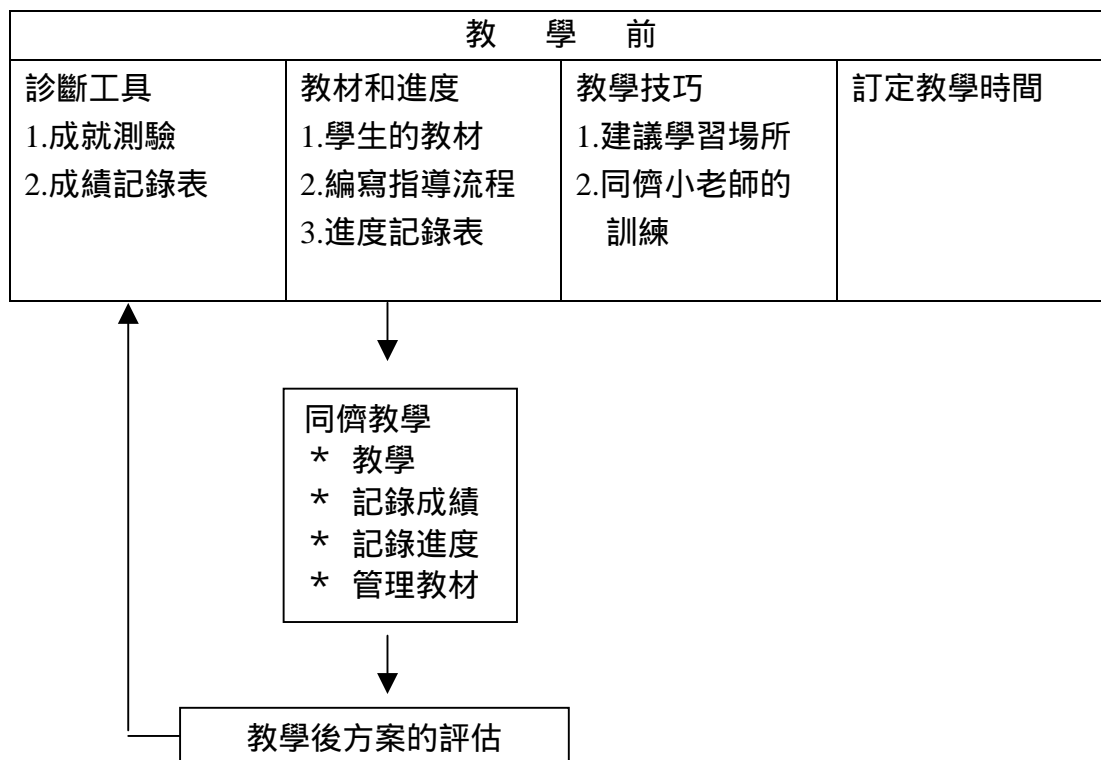 教 學 前
診斷工具
1.成就測驗
2.成績記錄表
教材和進度
1.學生的教材
2.編寫指導流程
3.進度記錄表
教學技巧
1.建議學習場所
2.同儕小老師的
訓練
訂定教學時間
同儕教學
* 教學
* 記錄成績
* 記錄進度
* 管理教材
教學後方案的評估